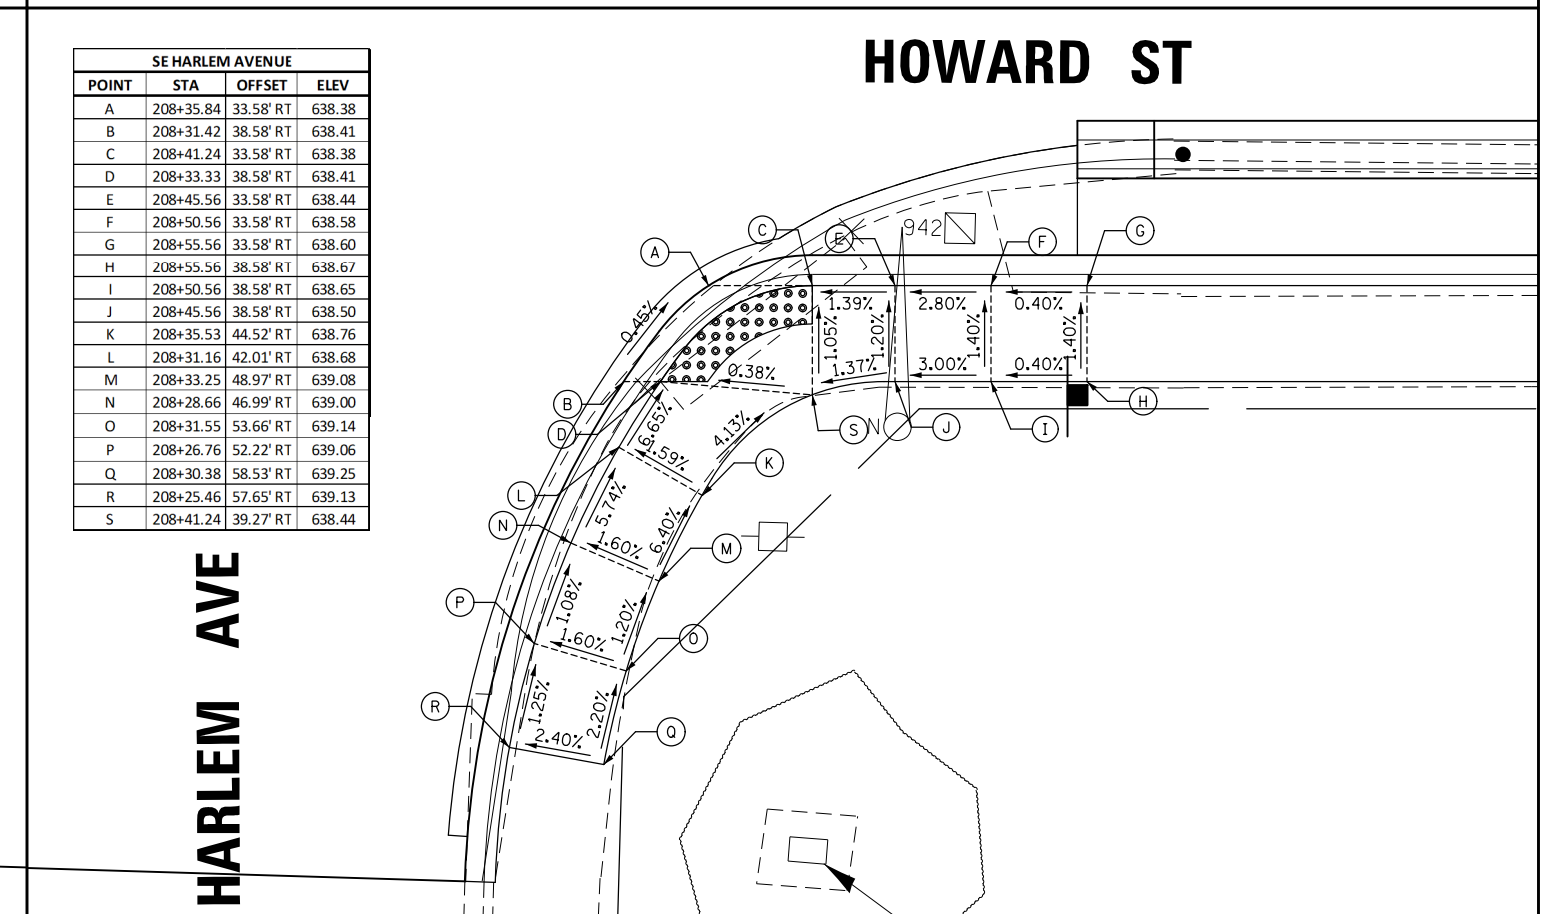 HOWARD ST
SE HARLEM AVENUE
POINT STA OFFSET ELEV
A 208+35.84 33.58' RT 638.38
B 208+31.42 38.58' RT 638.41
C 208+41.24 33.58' RT 638.38
D 208+33.33 38.58' RT 638.41
E 208+45.56 33.58' RT 638.44
F 208+50.56 33.58' RT 638.58
G 208+55.56 33.58' RT 638.60
H 208+55.56 38.58' RT 638.67
I 208+50.56 38.58' RT 638.65
J 208+45.56 38.58' RT 638.50
K 208+35.53 44.52' RT 638.76
L 208+31.16 42.01' RT 638.68
M 208+33.25 48.97' RT 639.08
N 208+28.66 46.99' RT 639.00
O 208+31.55 53.66' RT 639.14
P 208+26.76 52.22' RT 639.06
Q 208+30.38 58.53' RT 639.25
R 208+25.46 57.65' RT 639.13
S 208+41.24 39.27' RT 638.44
HARLEM AVE
A
C
E
942
F
G
0.45%
1.39%
2.80%
0.40%
1.05%
1.20%
1.40%
1.40%
0.38%
1.37%
3.00%
0.40%
B
D
6.65%
4.13%
S
N
J
I
H
1.59%
K
L
5.74%
N
1.60%
6.40%
M
P
1.08%
1.20%
1.60%
O
R
1.25%
2.20%
2.40%
Q